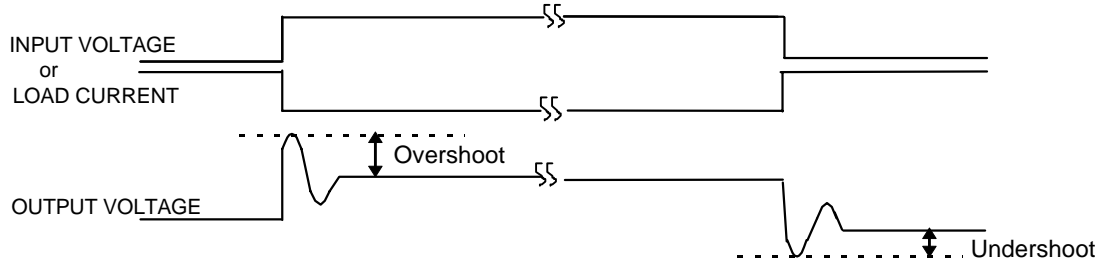 INPUT VOLTAGE
or
LOAD CURRENT
Overshoot
OUTPUT VOLTAGE
Undershoot